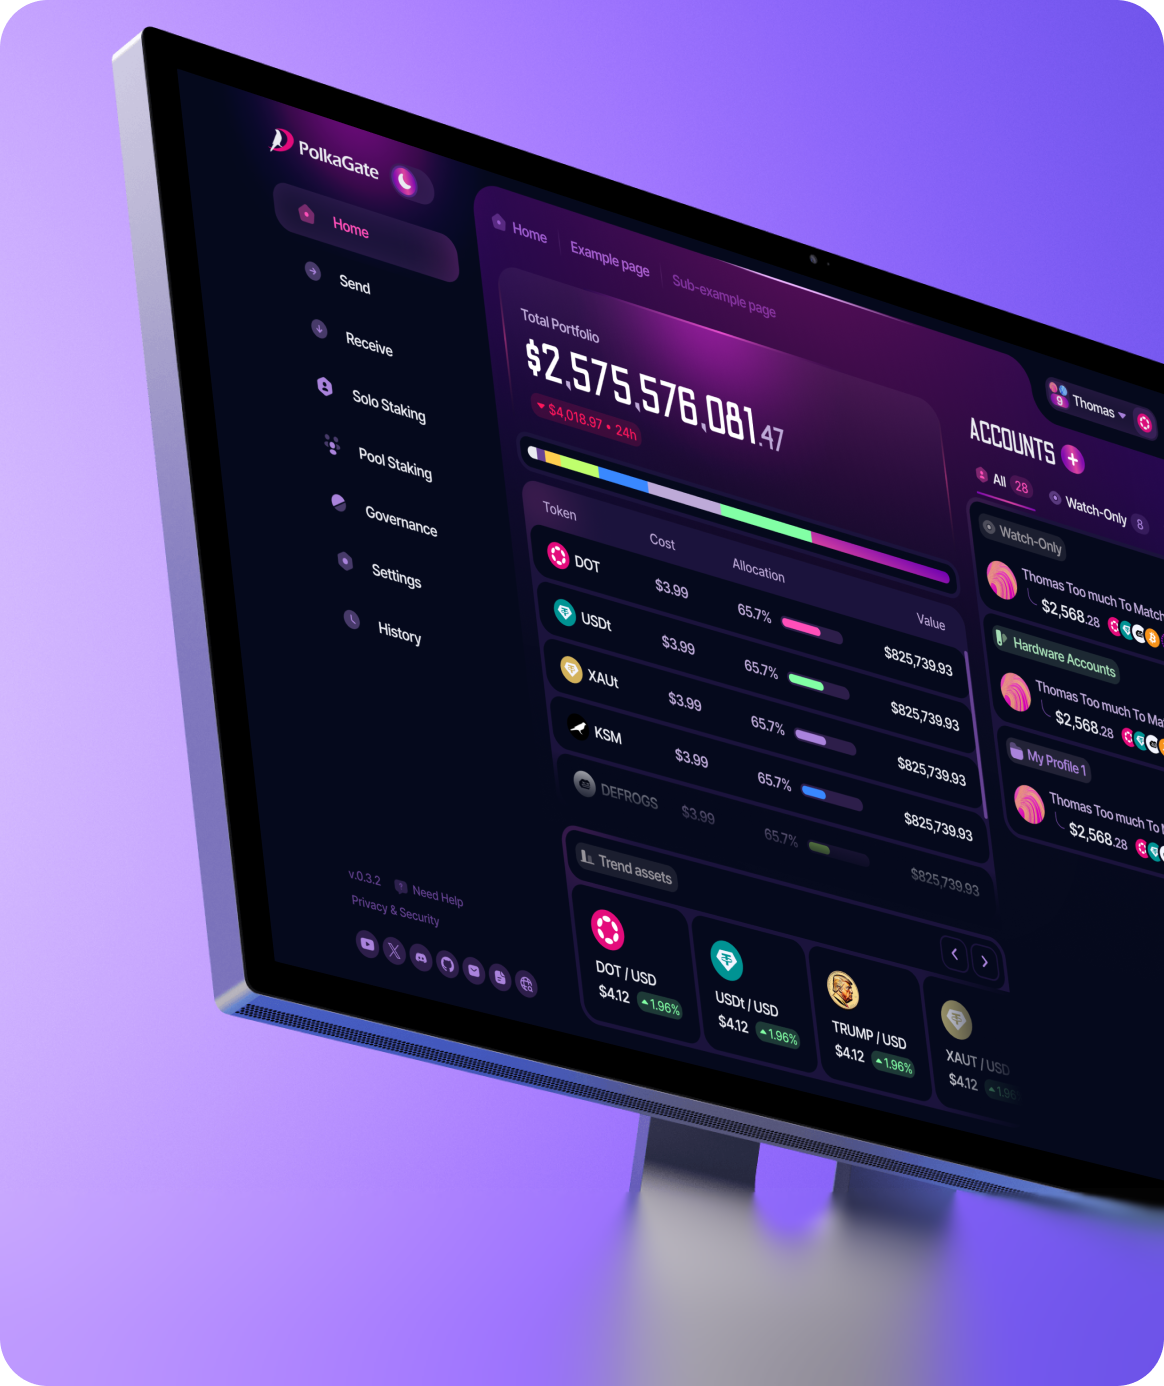 PolkaGate
Home
Send
Receive
Solo Staking
Pool Staking
Governance
Settings
History
v.0.3.2
Need Help
Privacy & Security
Home
Example page
Sub-example page
Total Portfolio
$2,575,576,081.47
$4,018.97 • 24h
Token Cost Allocation Value
DOT $3.99 65.7% $825,739.93
USDt $3.99 65.7% $825,739.93
XAUt $3.99 65.7% $825,739.93
KSM $3.99 65.7% $825,739.93
DEFROGS $3.99 65.7% $825,739.93
Trend assets
DOT / USD
$4.12 1.96%
USDt / USD
$4.12 1.96%
TRUMP / USD
$4.12 1.96%
XAUT / USD
$4.12 1.96
9 Thomas
ACCOUNTS
All 28
Watch-Only 8
Watch-Only
Thomas Too much To Match
$2,568.28
Hardware Accounts
Thomas Too much To Ma
$2,568.28
My Profile 1
Thomas Too much To
$2,568.28